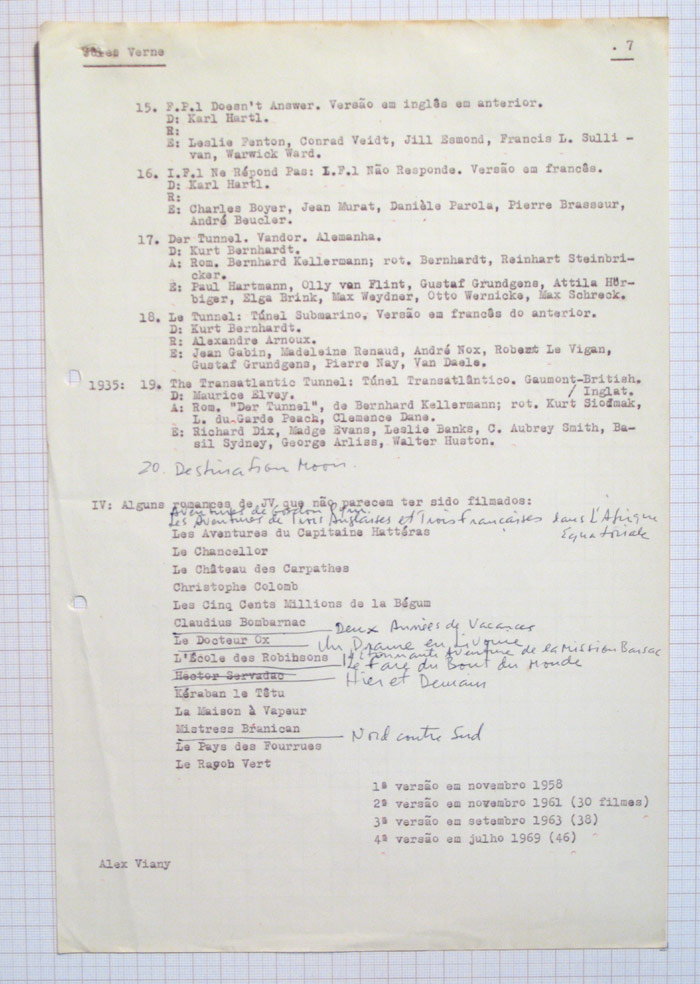 Jules Verne
. 7
15. F.P.1 Doesn't Answer. Versão em inglês em anterior.
D: Karl Hartl.
R:
E: Leslie Fenton, Conrad Veidt, Jill Esmond, Francis L. Sulli -
van, Warwick Ward.
16. I.F.1 Ne Répond Pas: I.F.1 Não Responde. Versão em francês.
D: Karl Hartl.
R:
E: Charles Boyer, Jean Murat, Danièle Parola, Pierre Brasseur,
André Beucler.
17. Der Tunnel. Vandor. Alemanha.
D: Kurt Bernhardt.
A: Rom. Bernhard Kellermann; rot. Bernhardt, Reinhart Steinbri-
cker.
E: Paul Hartmann, Olly van Flint, Gustaf Grundgens, Attila Hör-
biger, Elga Brink, Max Weydner, Otto Wernicke, Max Schreck.
18. Le Tunnel: Túnel Submarino. Versão em francês do anterior.
D: Kurt Bernhardt.
R: Alexandre Arnoux.
E: Jean Gabin, Madeleine Renaud, André Nox, Robert Le Vigan,
Gustaf Grundgens, Pierre Nay, Van Daele.
1935: 19. The Transatlantic Tunnel: Túnel Transatlântico. Gaumont-British.
D: Maurice Elvey. / Inglat.
A: Rom. "Der Tunnel", de Bernhard Kellermann; rot. Kurt Siodmak,
L. du Garde Peach, Clemence Dane.
E: Richard Dix, Madge Evans, Leslie Banks, C. Aubrey Smith, Ba-
sil Sydney, George Arliss, Walter Huston.
20. Destination Moon.
IV: Alguns romances de JV que não parecem ter sido filmados:
Aventures de
Les Aventures de Trois Anglaises et Trois Francaises dans L'Afrique
Equatoriale
Les Aventures du Capitaine Hattéras
Le Chancellor
Le Château des Carpathes
Christophe Colomb
Les Cinq Cents Millions de la Bégum
Claudius Bombarnac
Deux Années de Vacances
Le Docteur Ox
Un Drame en Livonie
L'École des Robinsons
Aventure de la Mission Barsac
Le Fare du Bout du Monde
Hector Servadac
Hier et Demain
Kéraban le Têtu
La Maison à Vapeur
Mistress Branican
Nord contre Sud
Le Pays des Fourrues
Le Rayoh Vert
1ª versão em novembro 1958
2ª versão em novembro 1961 (30 filmes)
3ª versão em setembro 1963 (38)
4ª versão em julho 1969 (46)
Alex Viany